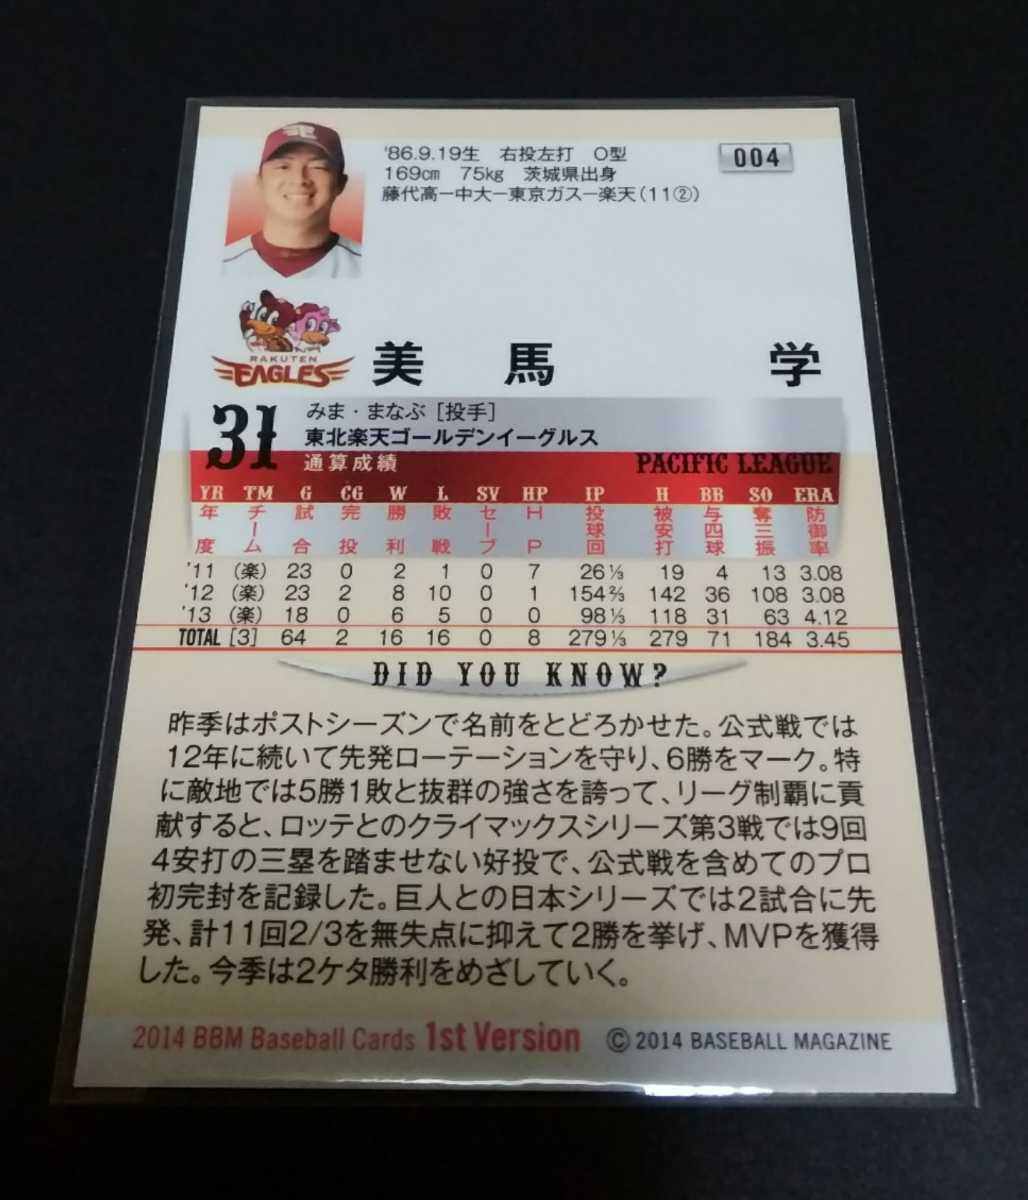 '86.9.19生 右投左打 O型
004
169cm 75kg 茨城県出身
藤代高ー中大ー東京ガスー楽天(11②)
RAKUTEN
EAGLES
美馬 学
31
みま・まなぶ[投手]
東北楽天ゴールデンイーグルス
通算成績
PACIFIC LEAGUE
YR TM G CG W L SV HP IP H BB SO ERA
年度 チーム 試合 完投 勝利 敗戦 セーブ HP 投球回 被安打 与四球 奪三振 防御率
'11 (楽) 23 0 2 1 0 7 26⅓ 19 4 13 3.08
'12 (楽) 23 2 8 10 0 1 154⅔ 142 36 108 3.08
'13 (楽) 18 0 6 5 0 0 98⅓ 118 31 63 4.12
TOTAL [3] 64 2 16 16 0 8 279⅓ 279 71 184 3.45
DID YOU KNOW?
昨季はポストシーズンで名前をとどろかせた。公式戦では
12年に続いて先発ローテーションを守り、6勝をマーク。特
に敵地では5勝1敗と抜群の強さを誇って、リーグ制覇に貢
献すると、ロッテとのクライマックスシリーズ第3戦では9回
4安打の三塁を踏ませない好投で、公式戦を含めてのプロ
初完封を記録した。巨人との日本シリーズでは2試合に先
発、計11回2/3を無失点に抑えて2勝を挙げ、MVPを獲得
した。今季は2ケタ勝利をめざしていく。
2014 BBM Baseball Cards 1st Version © 2014 BASEBALL MAGAZINE